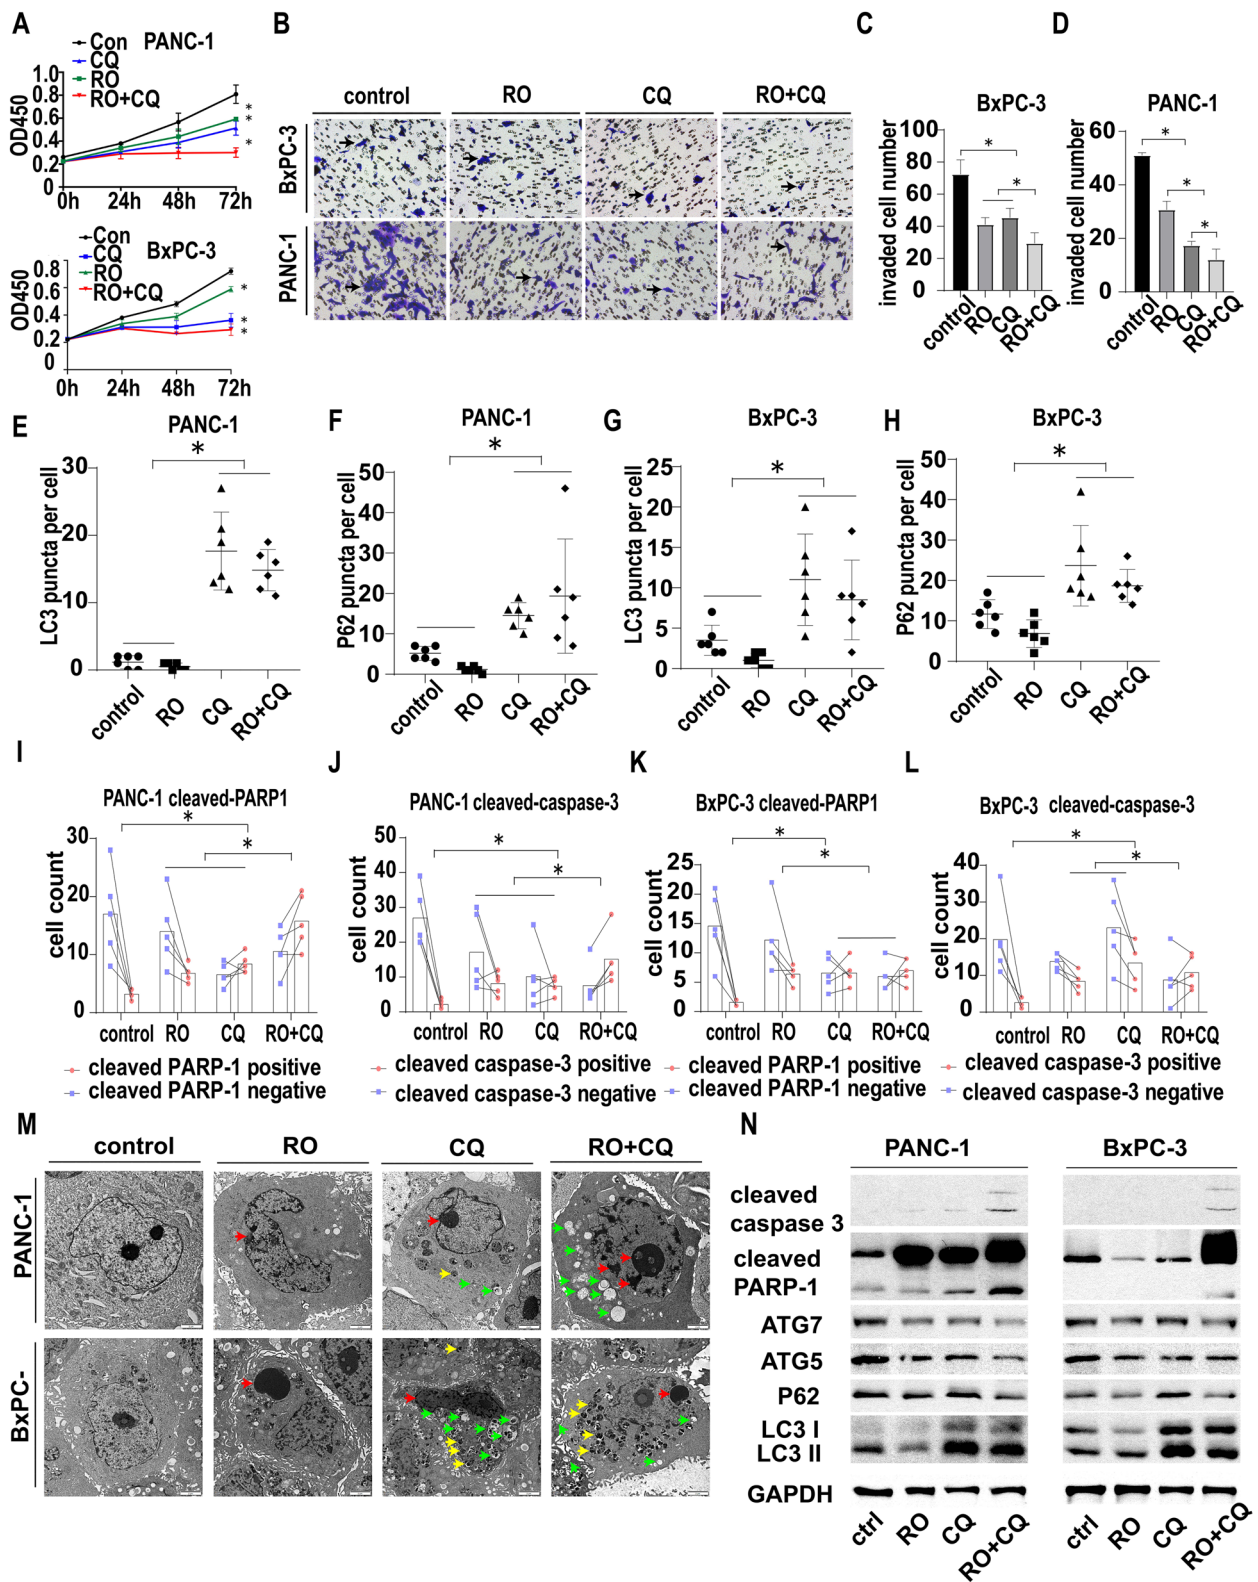 A
PANC-1
Con
CQ
RO
RO+CQ
OD450
1.0
0.8
0.6
0.4
0.2
0
*
*
*
0h 24h 48h 72h
BxPC-3
Con
CQ
RO
RO+CQ
OD450
0.8
0.6
0.4
0.2
0
*
*
*
0h 24h 48h 72h
B
control RO CQ RO+CQ
BxPC-3
PANC-1
C
BxPC-3
invaded cell number
100
80
60
40
20
0
*
*
control RO CQ RO+CQ
D
PANC-1
invaded cell number
60
40
20
0
*
*
*
control RO CQ RO+CQ
E
PANC-1
*
LC3 puncta per cell
30
20
10
0
control RO CQ RO+CQ
F
PANC-1
*
P62 puncta per cell
50
40
30
20
10
0
control RO CQ RO+CQ
G
BxPC-3
*
LC3 puncta per cell
25
20
15
10
5
0
control RO CQ RO+CQ
H
BxPC-3
*
P62 puncta per cell
50
40
30
20
10
0
control RO CQ RO+CQ
I
PANC-1 cleaved-PARP1
*
*
cell count
30
20
10
0
control RO CQ RO+CQ
cleaved PARP-1 positive
cleaved PARP-1 negative
J
PANC-1 cleaved-caspase-3
*
*
cell count
50
40
30
20
10
0
control RO CQ RO+CQ
cleaved caspase-3 positive
cleaved caspase-3 negative
K
BxPC-3 cleaved-PARP1
*
*
cell count
25
20
15
10
5
0
control RO CQ RO+CQ
cleaved PARP-1 positive
cleaved PARP-1 negative
L
BxPC-3 cleaved-caspase-3
*
*
cell count
40
30
20
10
0
control RO CQ RO+CQ
cleaved caspase-3 positive
cleaved caspase-3 negative
M
control RO CQ RO+CQ
PANC-1
BxPC-
N
PANC-1 BxPC-3
cleaved
caspase 3
cleaved
PARP-1
ATG7
ATG5
P62
LC3 I
LC3 II
GAPDH
ctrl RO CQ RO+CQ ctrl RO CQ RO+CQ